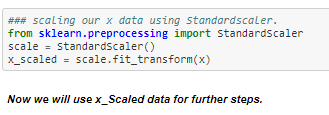 ### scaling our x data using Standardscaler.
from sklearn.preprocessing import StandardScaler
scale = StandardScaler()
x_scaled = scale.fit_transform(x)
Now we will use x_Scaled data for further steps.